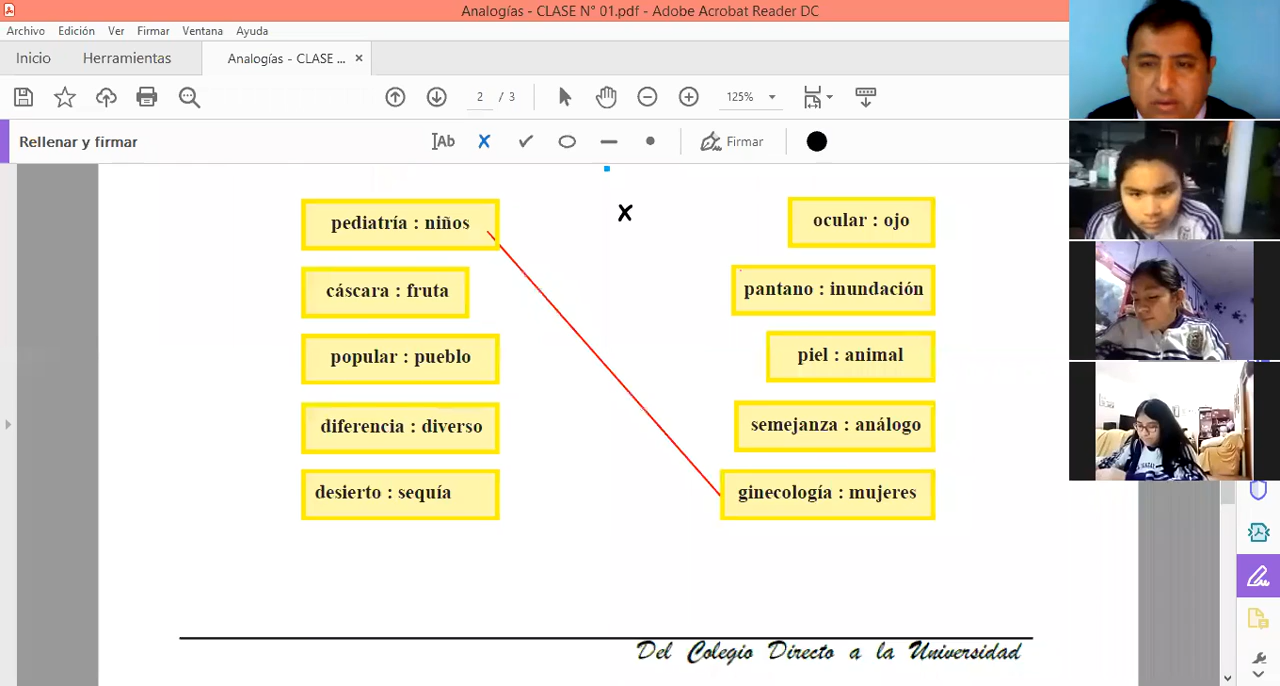 Analogías - CLASE N° 01.pdf - Adobe Acrobat Reader DC
Archivo Edición Ver Firmar Ventana Ayuda
Inicio Herramientas Analogías - CLASE ... ×
2 / 3 125%
Rellenar y firmar Ab Firmar
pediatría : niños
ocular : ojo
cáscara : fruta
pantano : inundación
popular : pueblo
piel : animal
diferencia : diverso
semejanza : análogo
desierto : sequía
ginecología : mujeres
Del Colegio Directo a la Universidad